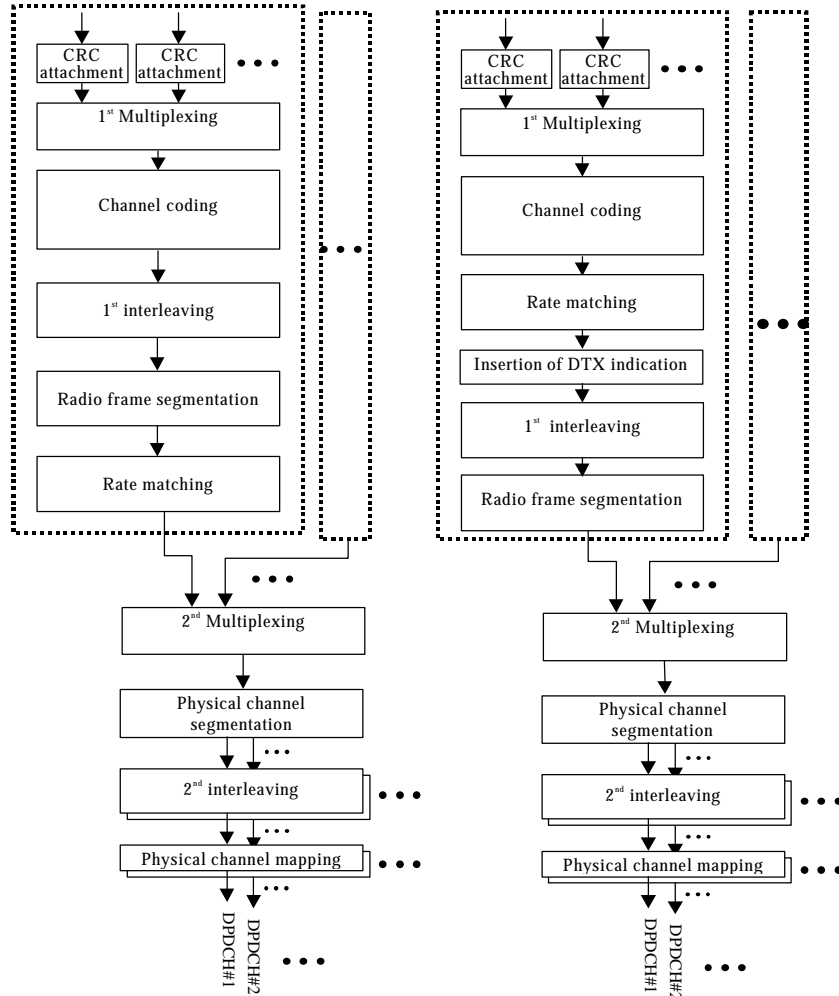 CRC
attachment
CRC
attachment
1st Multiplexing
Channel coding
1st interleaving
Radio frame segmentation
Rate matching
2nd Multiplexing
Physical channel
segmentation
2nd interleaving
Physical channel mapping
DPDCH#1
DPDCH#2
CRC
attachment
CRC
attachment
1st Multiplexing
Channel coding
Rate matching
Insertion of DTX indication
1st interleaving
Radio frame segmentation
2nd Multiplexing
Physical channel
segmentation
2nd interleaving
Physical channel mapping
DPDCH#1
DPDCH#2